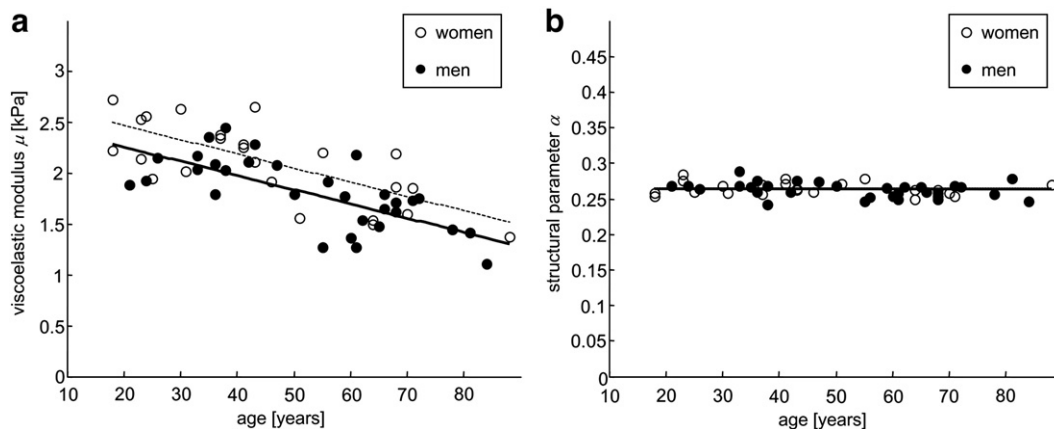 a
women
men
viscoelastic modulus μ [kPa]
3
2.5
2
1.5
1
0.5
0
10 20 30 40 50 60 70 80
age [years]
b
women
men
structural parameter α
0.45
0.4
0.35
0.3
0.25
0.2
0.15
0.1
0.05
0
10 20 30 40 50 60 70 80
age [years]